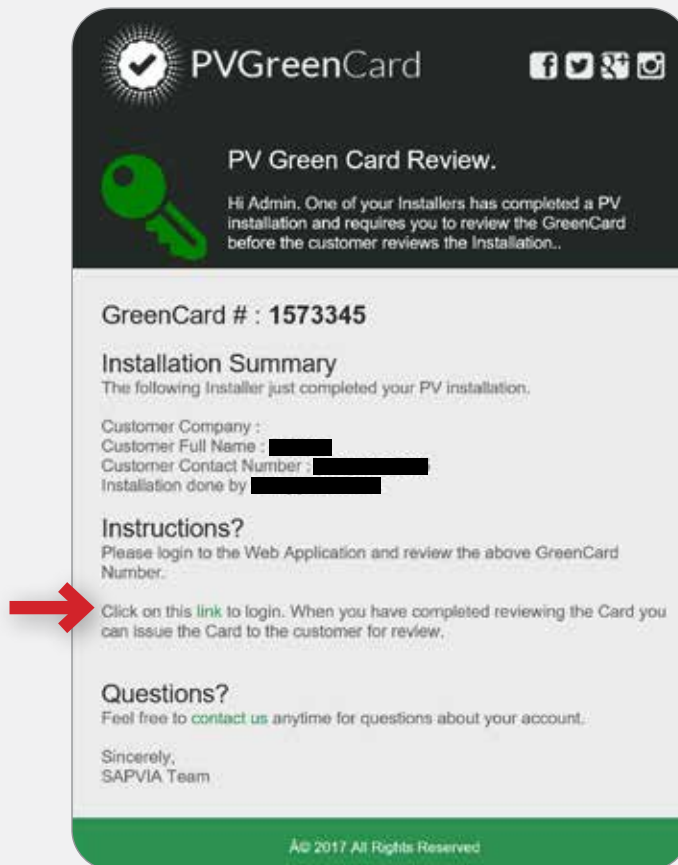 PVGreenCard
PV Green Card Review.
Hi Admin. One of your Installers has completed a PV
installation and requires you to review the GreenCard
before the customer reviews the Installation..
GreenCard # : 1573345
Installation Summary
The following Installer just completed your PV installation.
Customer Company :
Customer Full Name :
Customer Contact Number :
Installation done by
Instructions?
Please login to the Web Application and review the above GreenCard
Number.
Click on this link to login. When you have completed reviewing the Card you
can issue the Card to the customer for review.
Questions?
Feel free to contact us anytime for questions about your account.
Sincerely,
SAPVIA Team
© 2017 All Rights Reserved